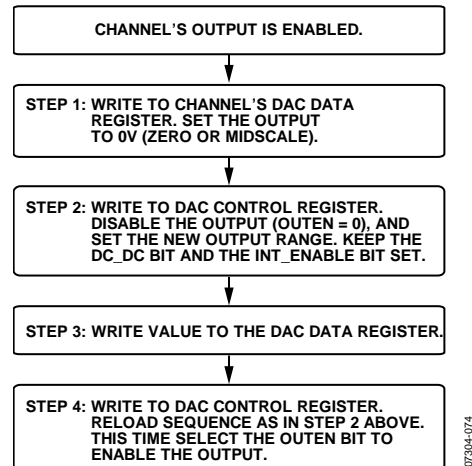 CHANNEL'S OUTPUT IS ENABLED.
STEP 1: WRITE TO CHANNEL'S DAC DATA
REGISTER. SET THE OUTPUT
TO 0V (ZERO OR MIDSCALE).
STEP 2: WRITE TO DAC CONTROL REGISTER.
DISABLE THE OUTPUT (OUTEN = 0), AND
SET THE NEW OUTPUT RANGE. KEEP THE
DC_DC BIT AND THE INT_ENABLE BIT SET.
STEP 3: WRITE VALUE TO THE DAC DATA REGISTER.
STEP 4: WRITE TO DAC CONTROL REGISTER.
RELOAD SEQUENCE AS IN STEP 2 ABOVE.
THIS TIME SELECT THE OUTEN BIT TO
ENABLE THE OUTPUT.
07304-074